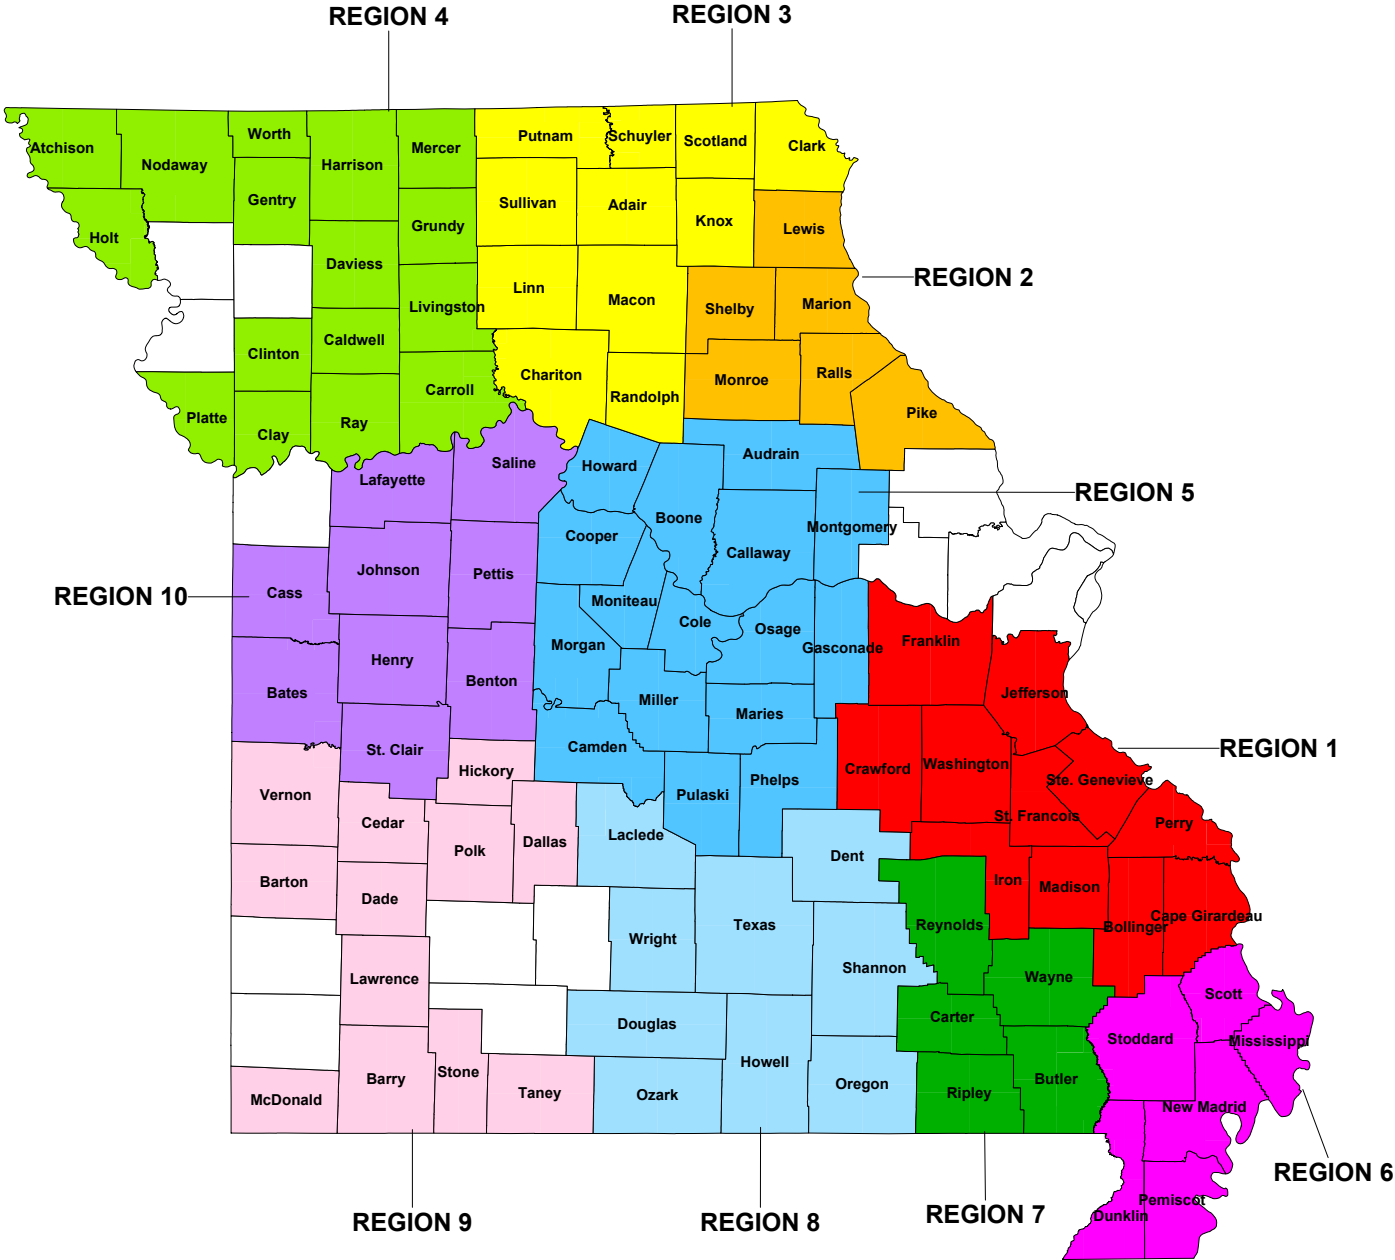 REGION 4
REGION 3
Atchison
Nodaway
Worth
Harrison
Mercer
Putnam
Schuyler
Scotland
Clark
Gentry
Sullivan
Adair
Knox
Lewis
Holt
Grundy
Daviess
Linn
Macon
REGION 2
Livingston
Shelby
Marion
Clinton
Caldwell
Chariton
Randolph
Monroe
Ralls
Pike
Platte
Clay
Ray
Carroll
Lafayette
Saline
Howard
Audrain
REGION 5
Boone
Montgomery
Cooper
Callaway
REGION 10
Cass
Johnson
Pettis
Moniteau
Cole
Osage
Gasconade
Franklin
Morgan
Henry
Benton
Bates
Miller
Maries
Jefferson
St. Clair
Camden
REGION 1
Hickory
Vernon
Pulaski
Phelps
Crawford
Washington
Ste. Genevieve
St. Francois
Perry
Cedar
Polk
Dallas
Laclede
Dent
Barton
Dade
Iron
Madison
Bollinger
Cape Girardeau
Wright
Texas
Reynolds
Shannon
Wayne
Lawrence
Scott
Douglas
Carter
Stoddard
Mississippi
Howell
Barry
Stone
Taney
Ozark
Oregon
Ripley
Butler
McDonald
New Madrid
REGION 6
Pemiscot
Dunklin
REGION 9
REGION 8
REGION 7